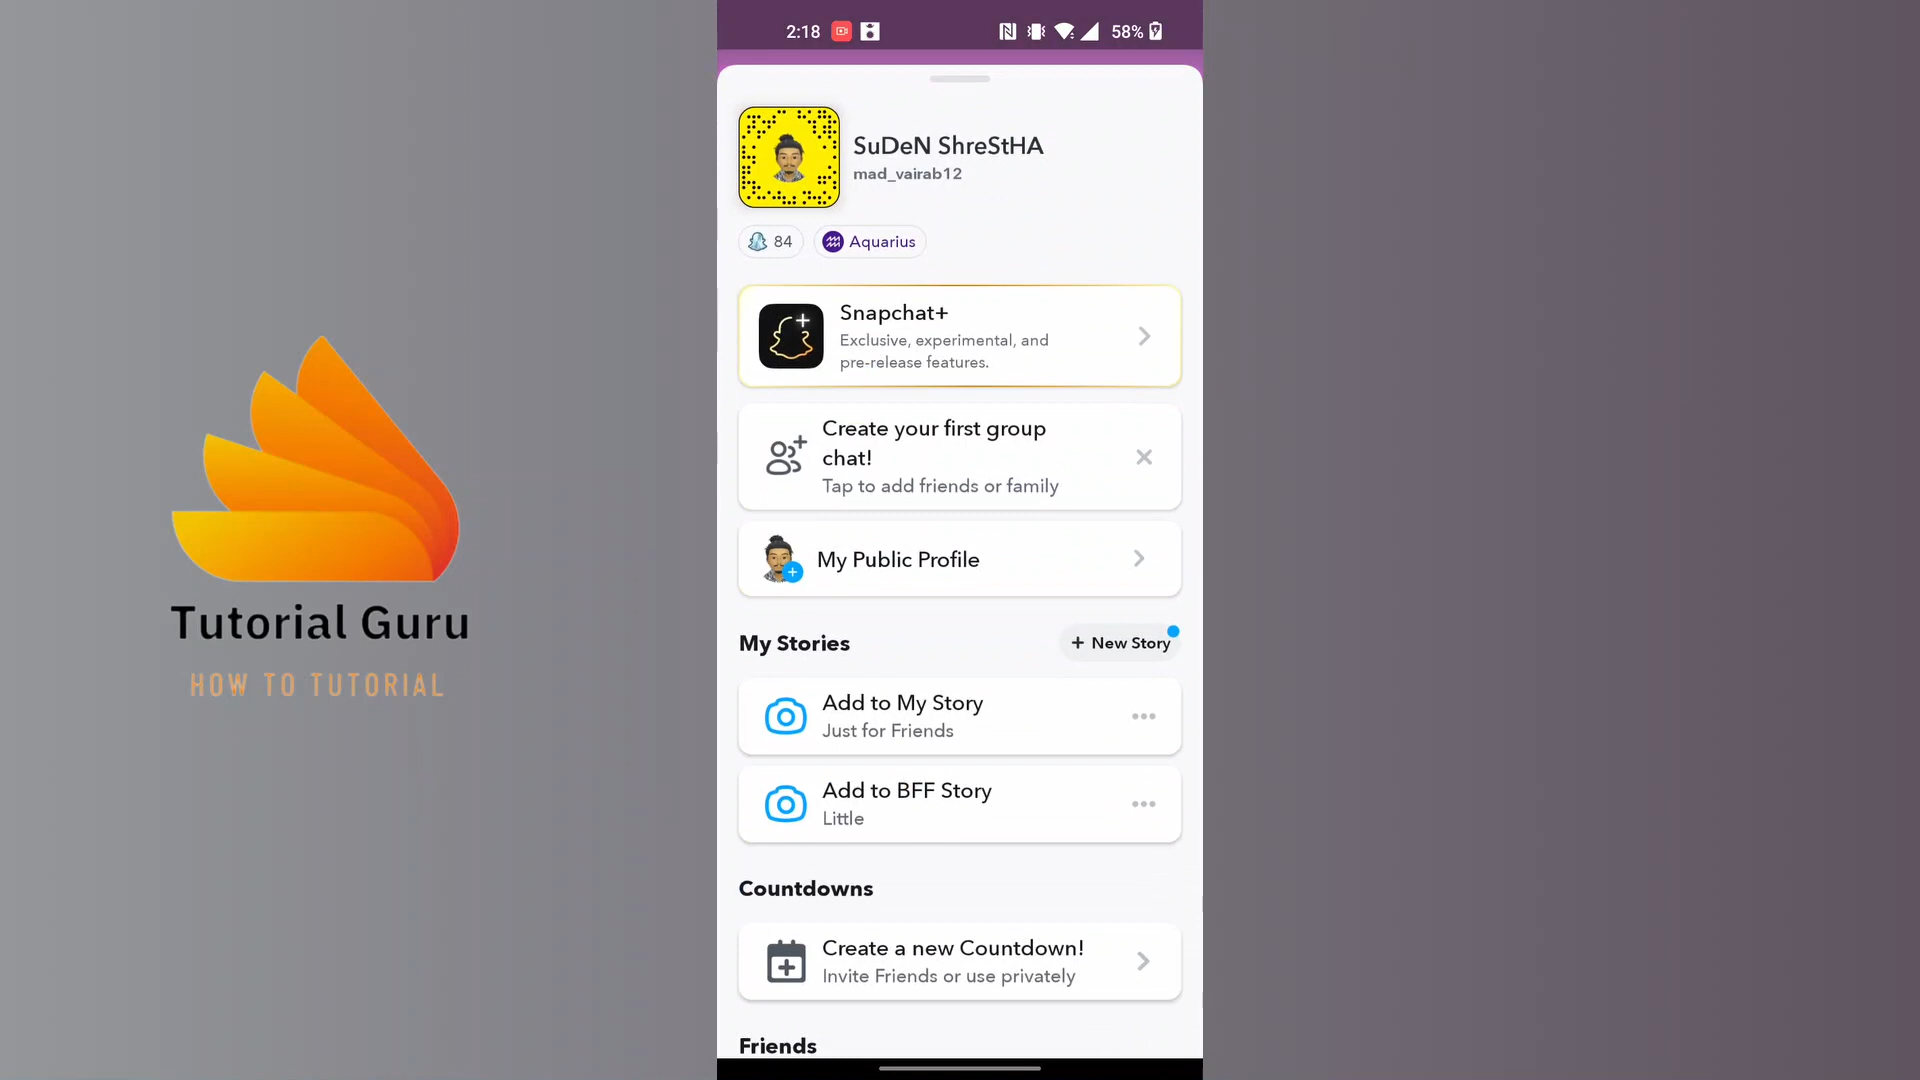 2:18
58%
SuDeN ShreStHA
mad_vairab12
84
Aquarius
Snapchat+
Exclusive, experimental, and
pre-release features.
Create your first group
chat!
Tap to add friends or family
My Public Profile
My Stories
+ New Story
Add to My Story
Just for Friends
Add to BFF Story
Little
Countdowns
Create a new Countdown!
Invite Friends or use privately
Friends
Tutorial Guru
HOW TO TUTORIAL